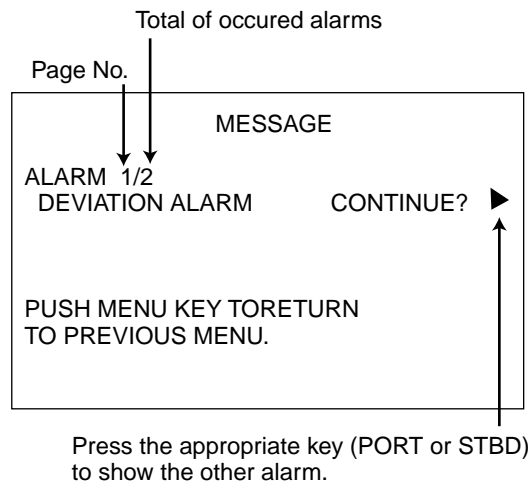 Total of occured alarms
Page No.
MESSAGE
ALARM 1/2
DEVIATION ALARM CONTINUE? ▶
PUSH MENU KEY TORETURN
TO PREVIOUS MENU.
Press the appropriate key (PORT or STBD)
to show the other alarm.